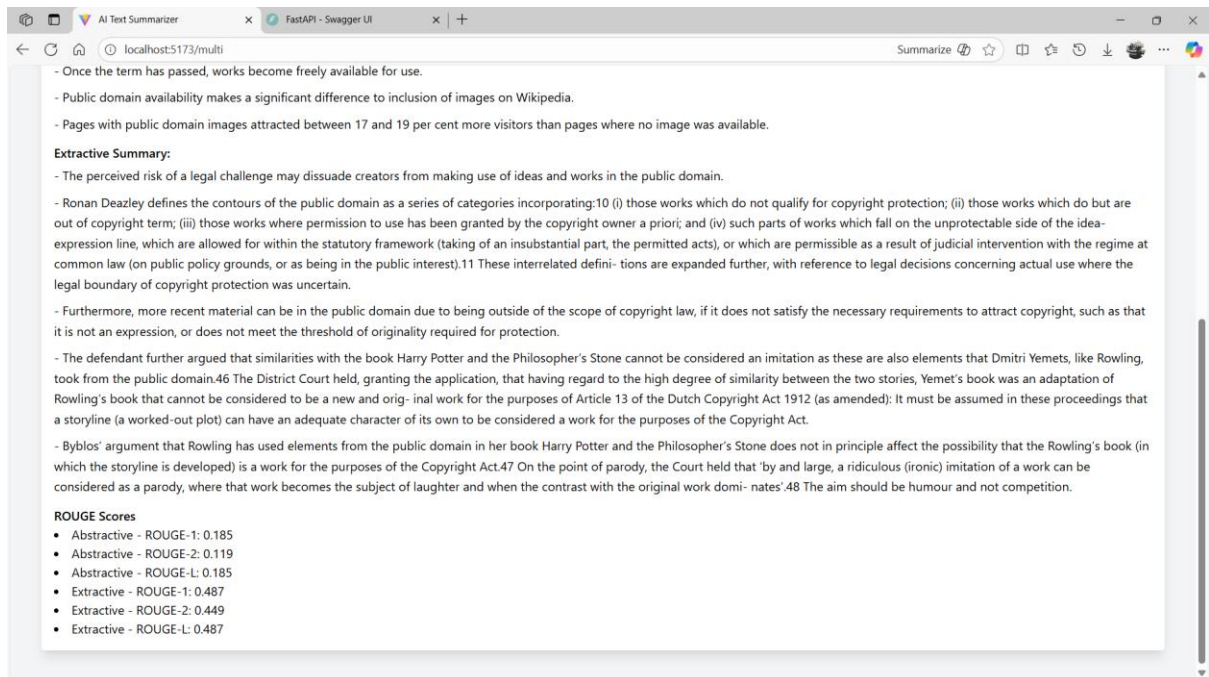 AI Text Summarizer
FastAPI - Swagger UI
localhost:5173/multi
Summarize
- Once the term has passed, works become freely available for use.
- Public domain availability makes a significant difference to inclusion of images on Wikipedia.
- Pages with public domain images attracted between 17 and 19 per cent more visitors than pages where no image was available.
Extractive Summary:
- The perceived risk of a legal challenge may dissuade creators from making use of ideas and works in the public domain.
- Ronan Deazley defines the contours of the public domain as a series of categories incorporating:10 (i) those works which do not qualify for copyright protection; (ii) those works which do but are
out of copyright term; (iii) those works where permission to use has been granted by the copyright owner a priori; and (iv) such parts of works which fall on the unprotectable side of the idea-
expression line, which are allowed for within the statutory framework (taking of an insubstantial part, the permitted acts), or which are permissible as a result of judicial intervention with the regime at
common law (on public policy grounds, or as being in the public interest).11 These interrelated defini- tions are expanded further, with reference to legal decisions concerning actual use where the
legal boundary of copyright protection was uncertain.
- Furthermore, more recent material can be in the public domain due to being outside of the scope of copyright law, if it does not satisfy the necessary requirements to attract copyright, such as that
it is not an expression, or does not meet the threshold of originality required for protection.
- The defendant further argued that similarities with the book Harry Potter and the Philosopher's Stone cannot be considered an imitation as these are also elements that Dmitri Yemets, like Rowling,
took from the public domain.46 The District Court held, granting the application, that having regard to the high degree of similarity between the two stories, Yemet's book was an adaptation of
Rowling's book that cannot be considered to be a new and orig- inal work for the purposes of Article 13 of the Dutch Copyright Act 1912 (as amended): It must be assumed in these proceedings that
a storyline (a worked-out plot) can have an adequate character of its own to be considered a work for the purposes of the Copyright Act.
- Byblos' argument that Rowling has used elements from the public domain in her book Harry Potter and the Philosopher's Stone does not in principle affect the possibility that the Rowling's book (in
which the storyline is developed) is a work for the purposes of the Copyright Act.47 On the point of parody, the Court held that 'by and large, a ridiculous (ironic) imitation of a work can be
considered as a parody, where that work becomes the subject of laughter and when the contrast with the original work domi- nates'.48 The aim should be humour and not competition.
ROUGE Scores
• Abstractive - ROUGE-1: 0.185
• Abstractive - ROUGE-2: 0.119
• Abstractive - ROUGE-L: 0.185
• Extractive - ROUGE-1: 0.487
• Extractive - ROUGE-2: 0.449
• Extractive - ROUGE-L: 0.487